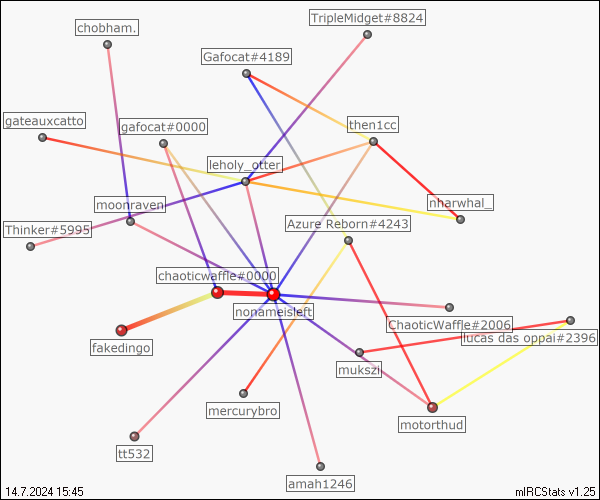 TripleMidget#8824
chobham.
Gafocat#4189
gateauxcatto
gafocat#0000
then1cc
leholy_otter
moonraven
nharwhal_
Thinker#5995
Azure Reborn#4243
chaoticwaffle#0000
nonameisleft
ChaoticWaffle#2006
lucas das oppai#2396
fakedingo
mukszi
mercurybro
motorthud
tt532
amah1246
14.7.2024 15:45
mIRCStats v1.25